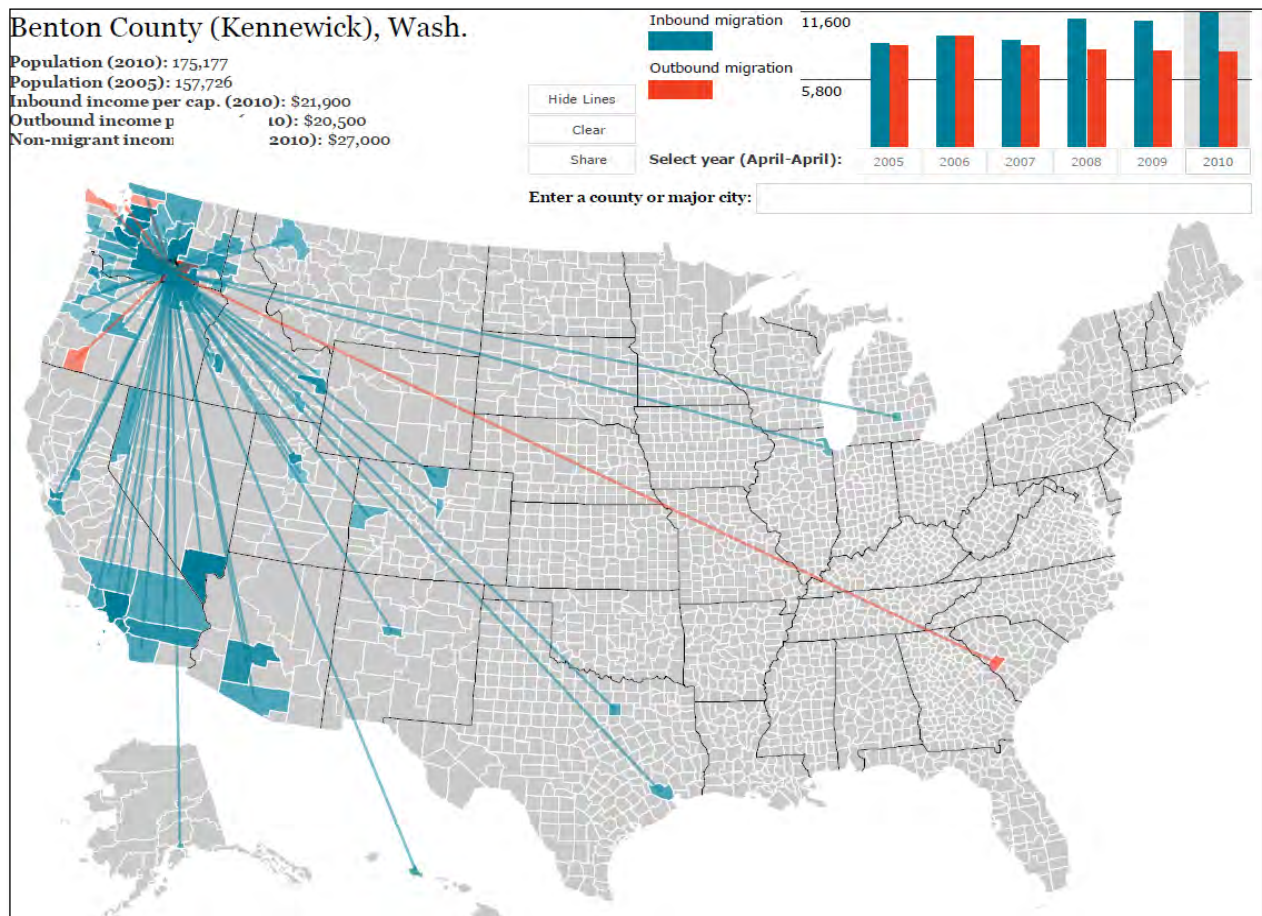 Benton County (Kennewick), Wash.
Population (2010): 175,177
Population (2005): 157,726
Inbound income per cap. (2010): $21,900
Outbound income 10): $20,500
Non-migrant 2010): $27,000
Hide Lines
Clear
Share
Inbound migration
Outbound migration
11,600
5,800
Select year (April-April):
2005
2006
2007
2008
2009
2010
Enter a county or major city: